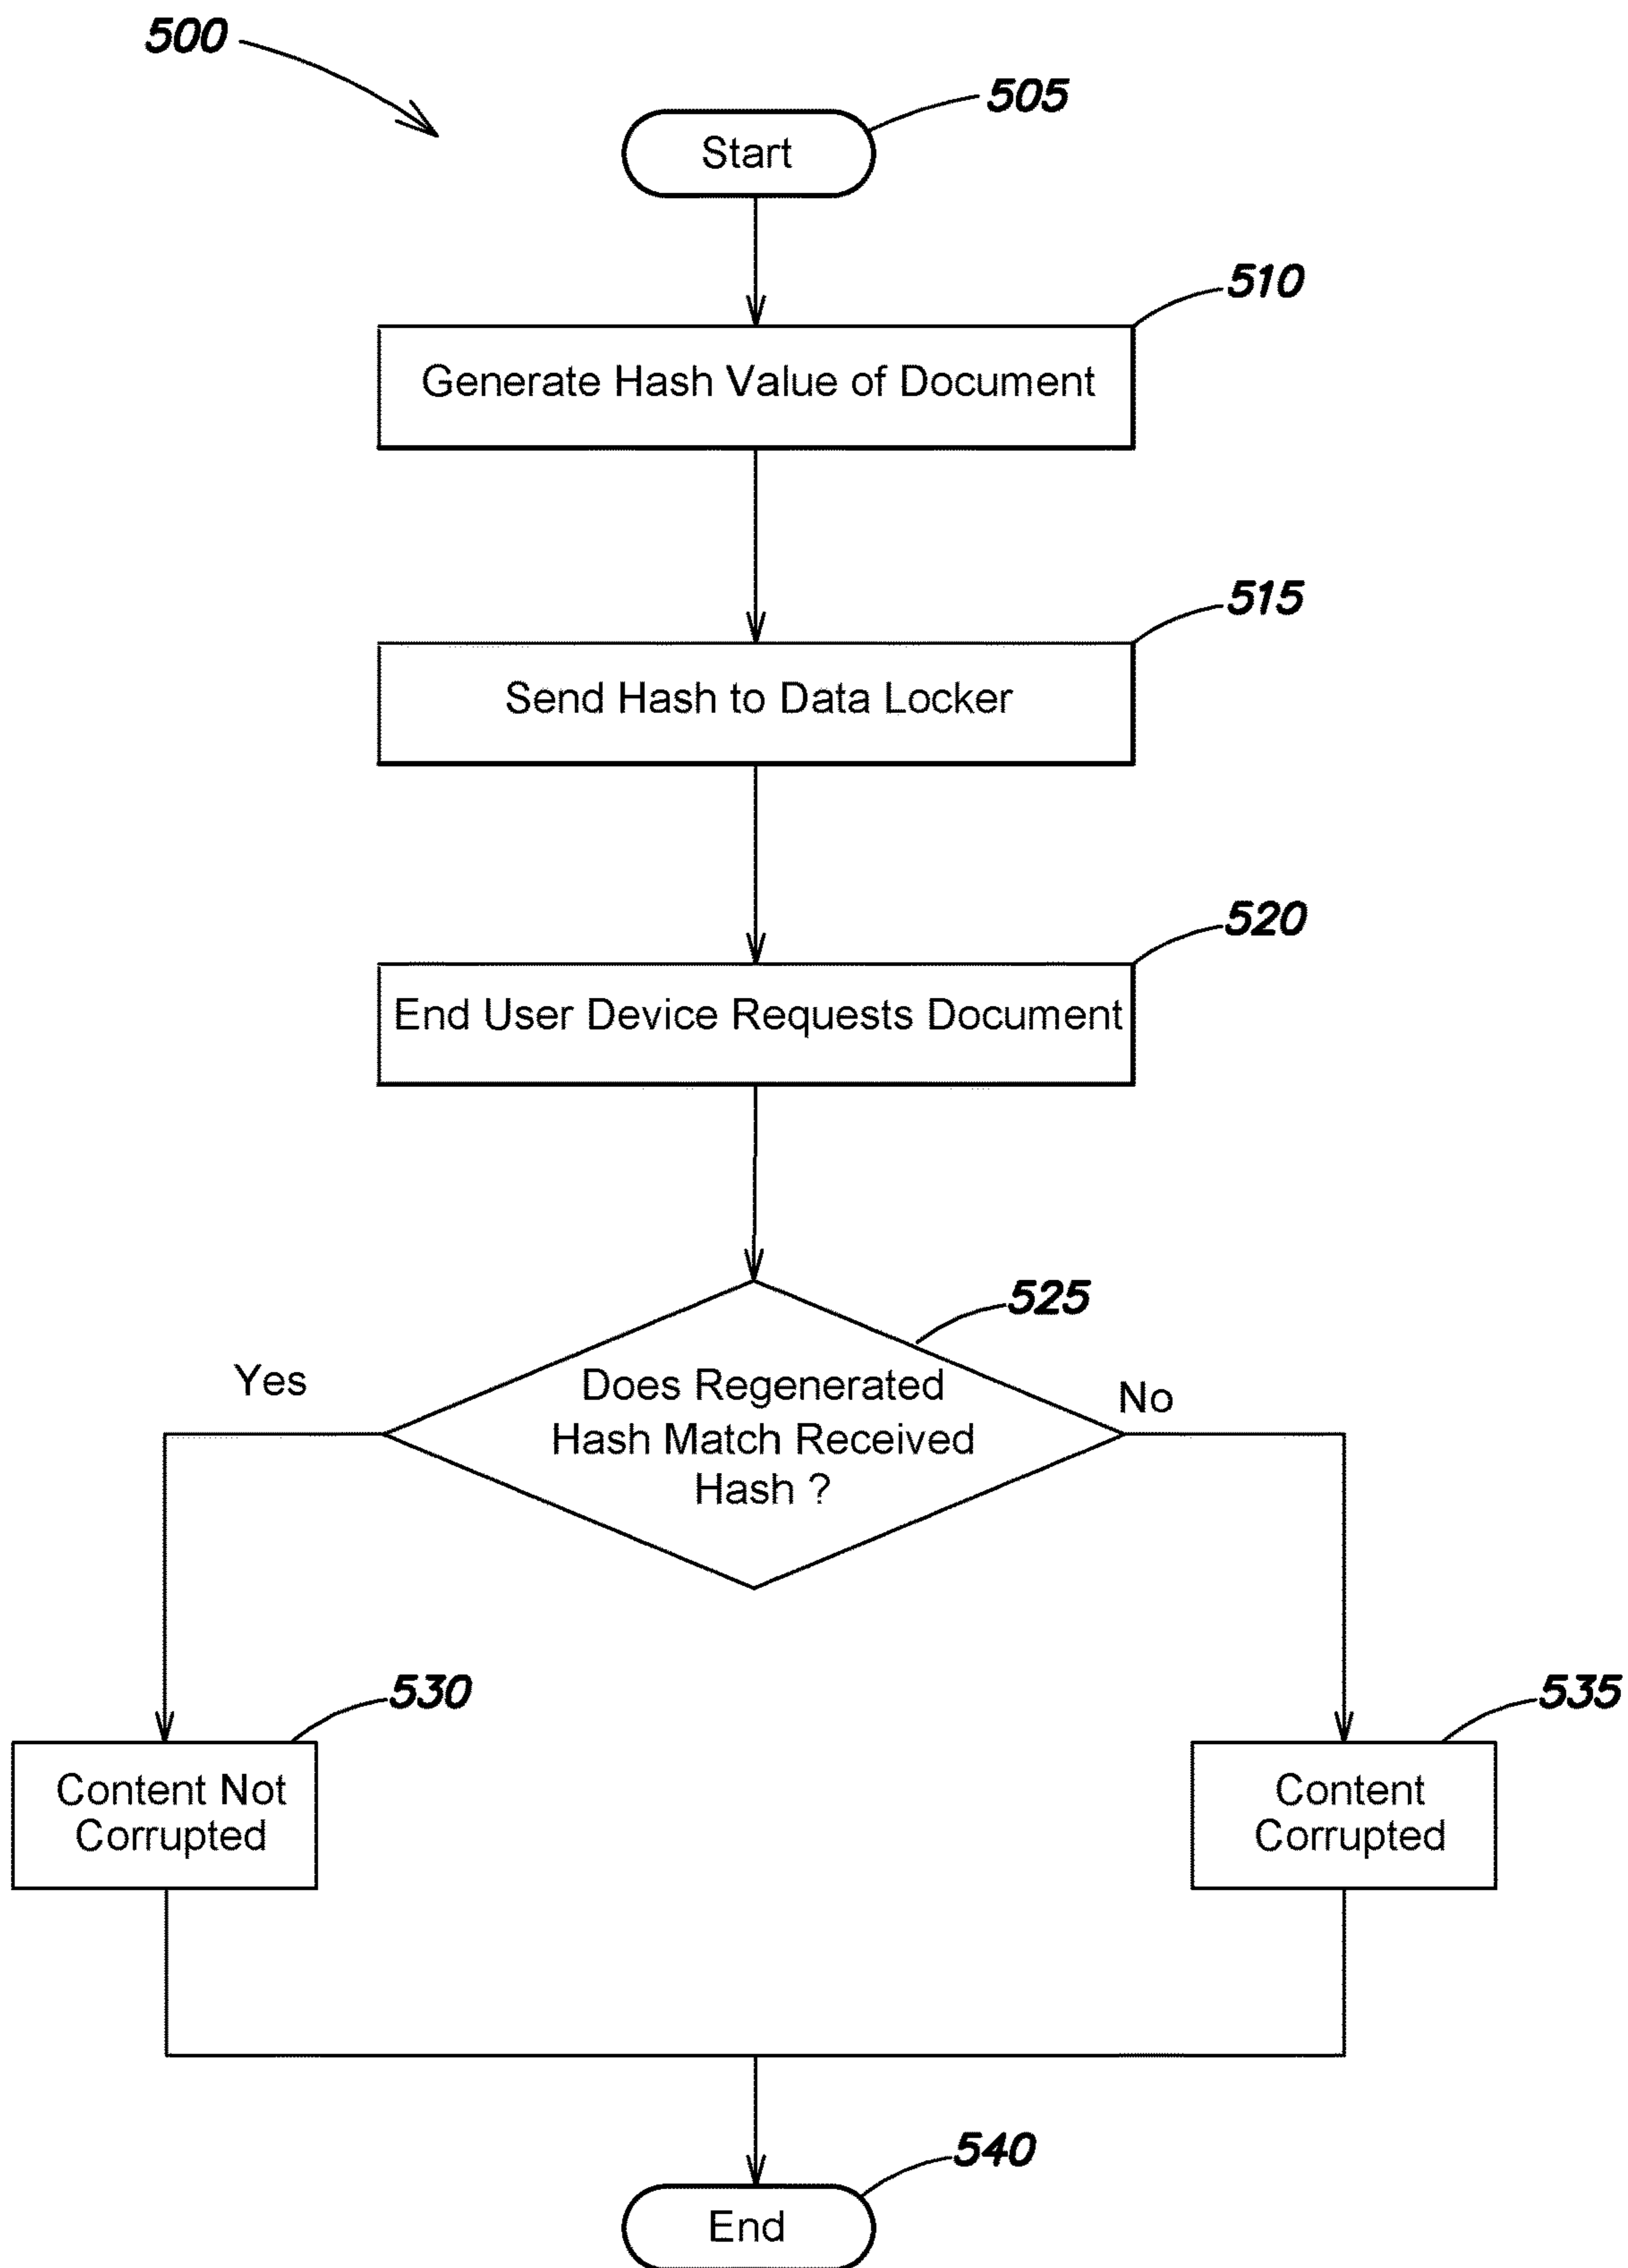 500
505
Start
510
Generate Hash Value of Document
515
Send Hash to Data Locker
520
End User Device Requests Document
525
Yes
Does Regenerated
No
Hash Match Received
Hash ?
530
535
Content Not
Corrupted
Content
Corrupted
540
End